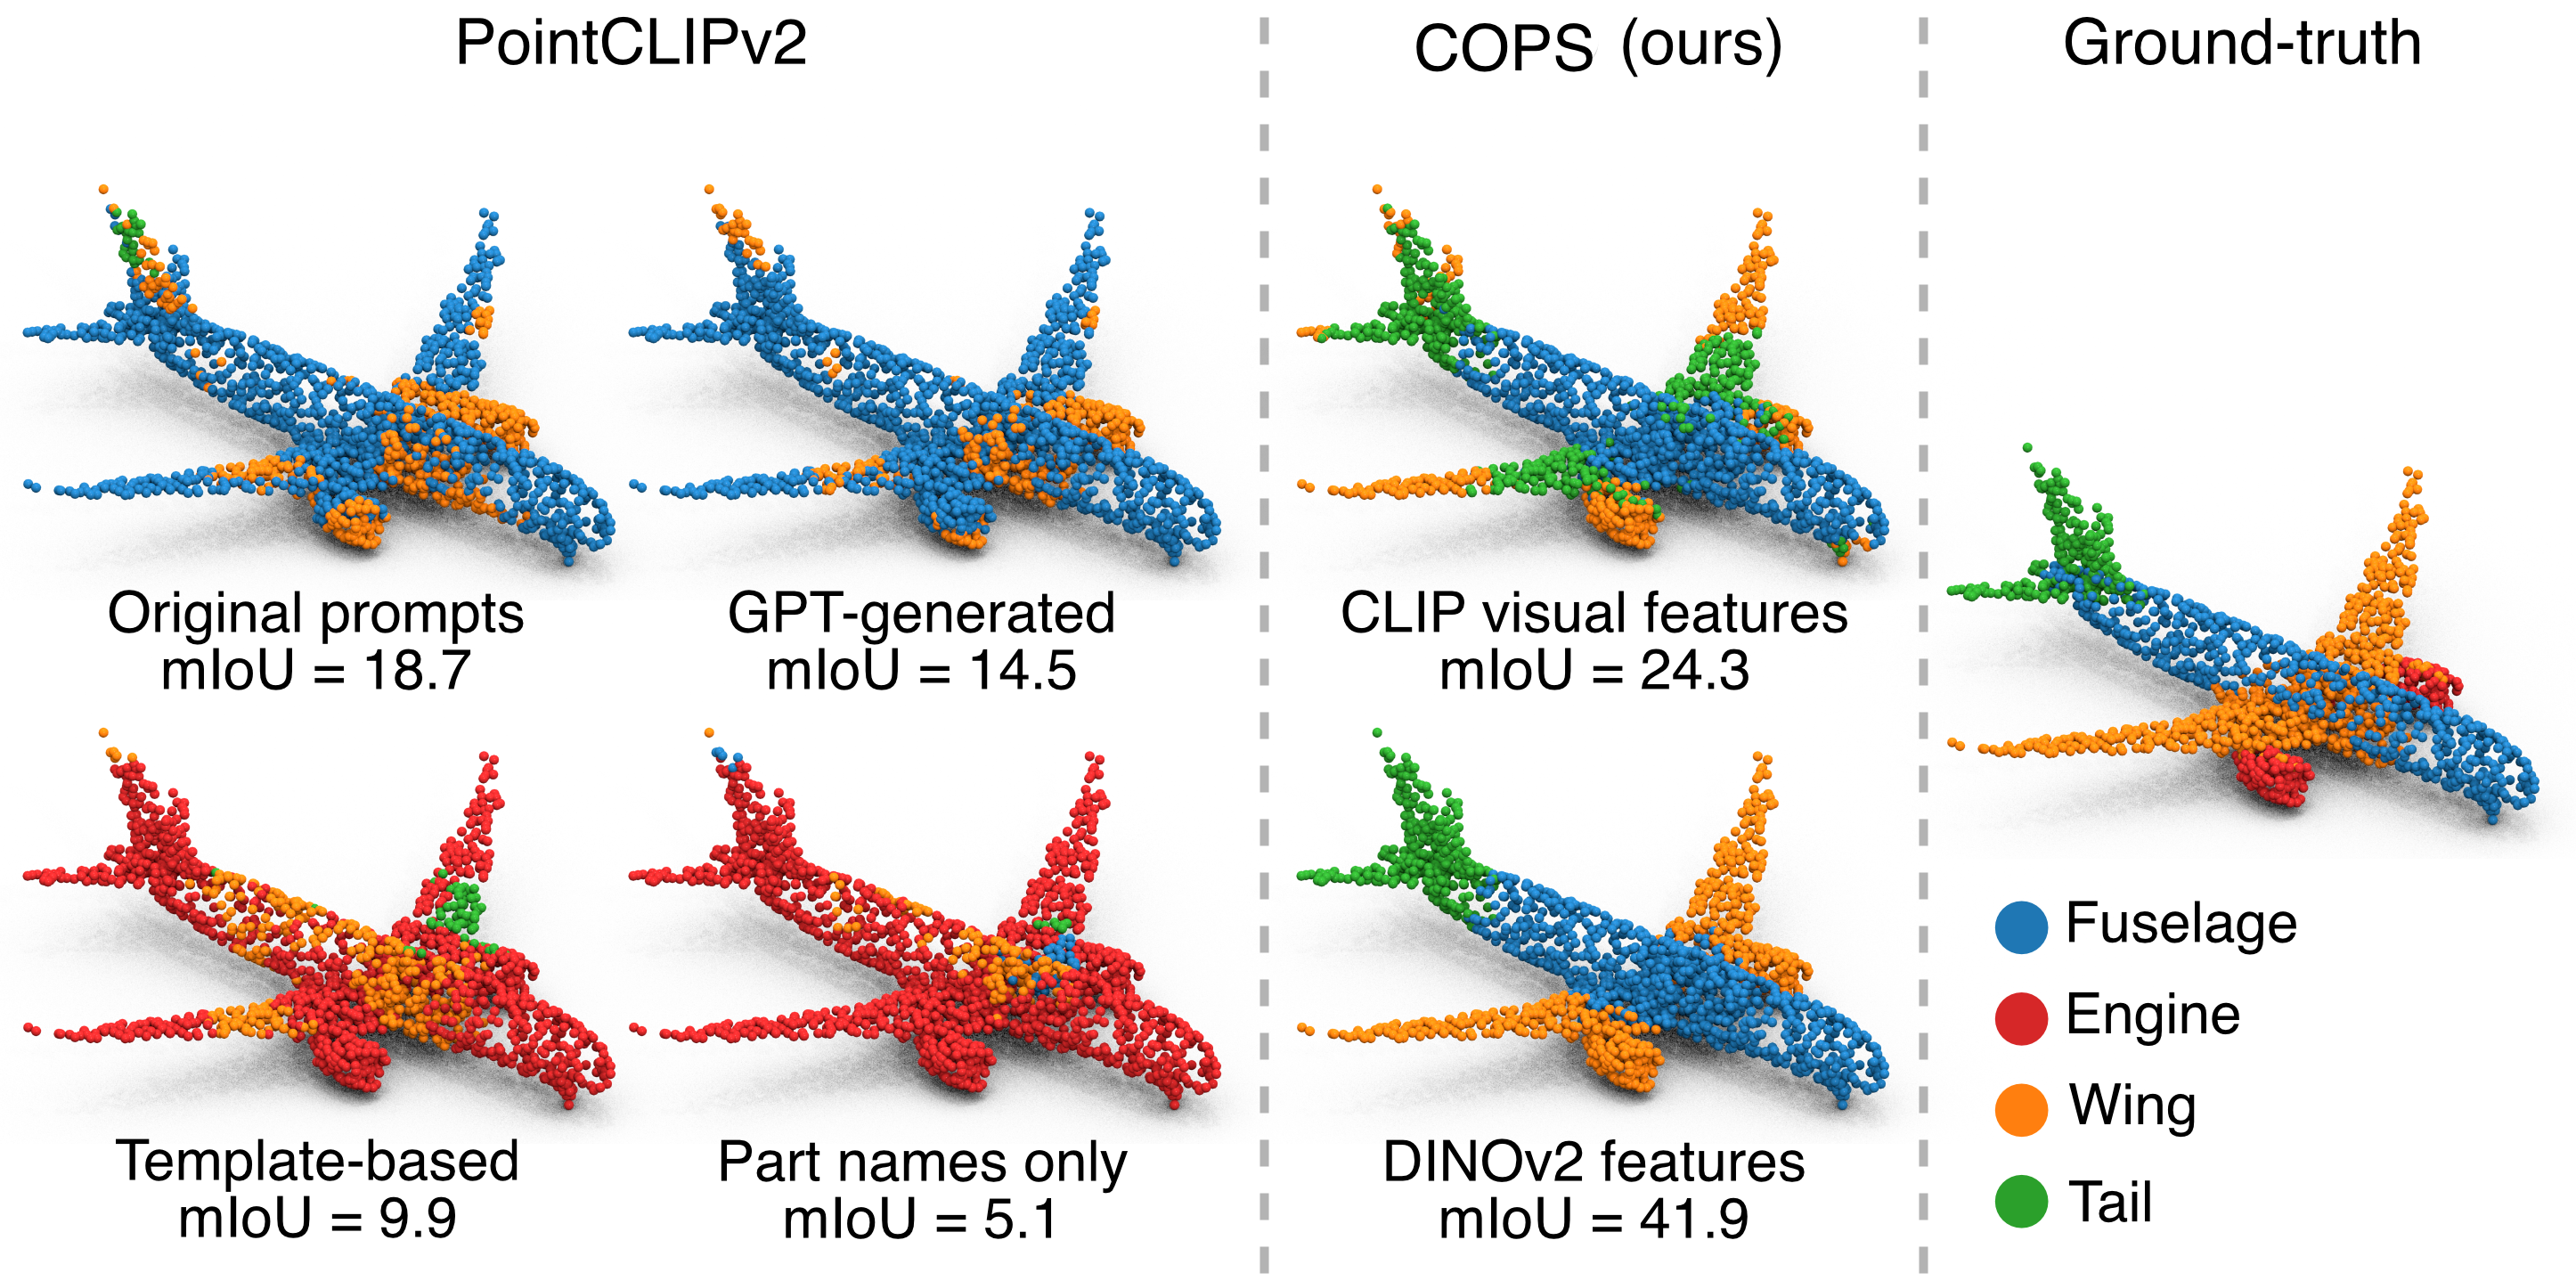 PointCLIPv2
COPS (ours)
Ground-truth
Original prompts
mIoU = 18.7
GPT-generated
mIoU = 14.5
CLIP visual features
mIoU = 24.3
Template-based
mIoU = 9.9
Part names only
mIoU = 5.1
DINOv2 features
mIoU = 41.9
Fuselage
Engine
Wing
Tail